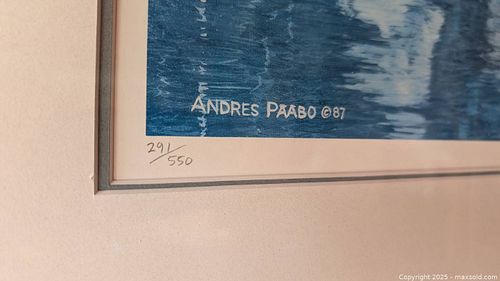 ANDRES PÄÄBO © 87
291/550
Copyright 2025 - maxsold.com